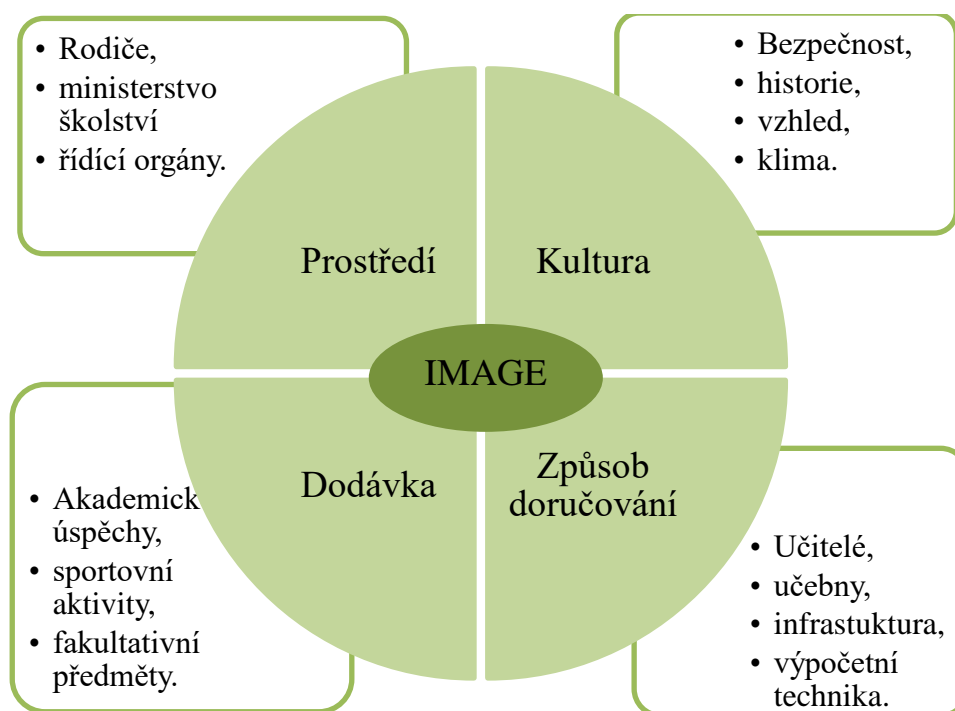 • Rodiče,
• ministerstvo
školství
• řídící orgány.
• Bezpečnost,
• historie,
• vzhled,
• klima.
Prostředí
Kultura
IMAGE
Dodávka
Způsob
doručování
• Akademick
úspěchy,
• sportovní
aktivity,
• fakultativní
předměty.
• Učitelé,
• učebny,
• infrastuktura,
• výpočetní
technika.